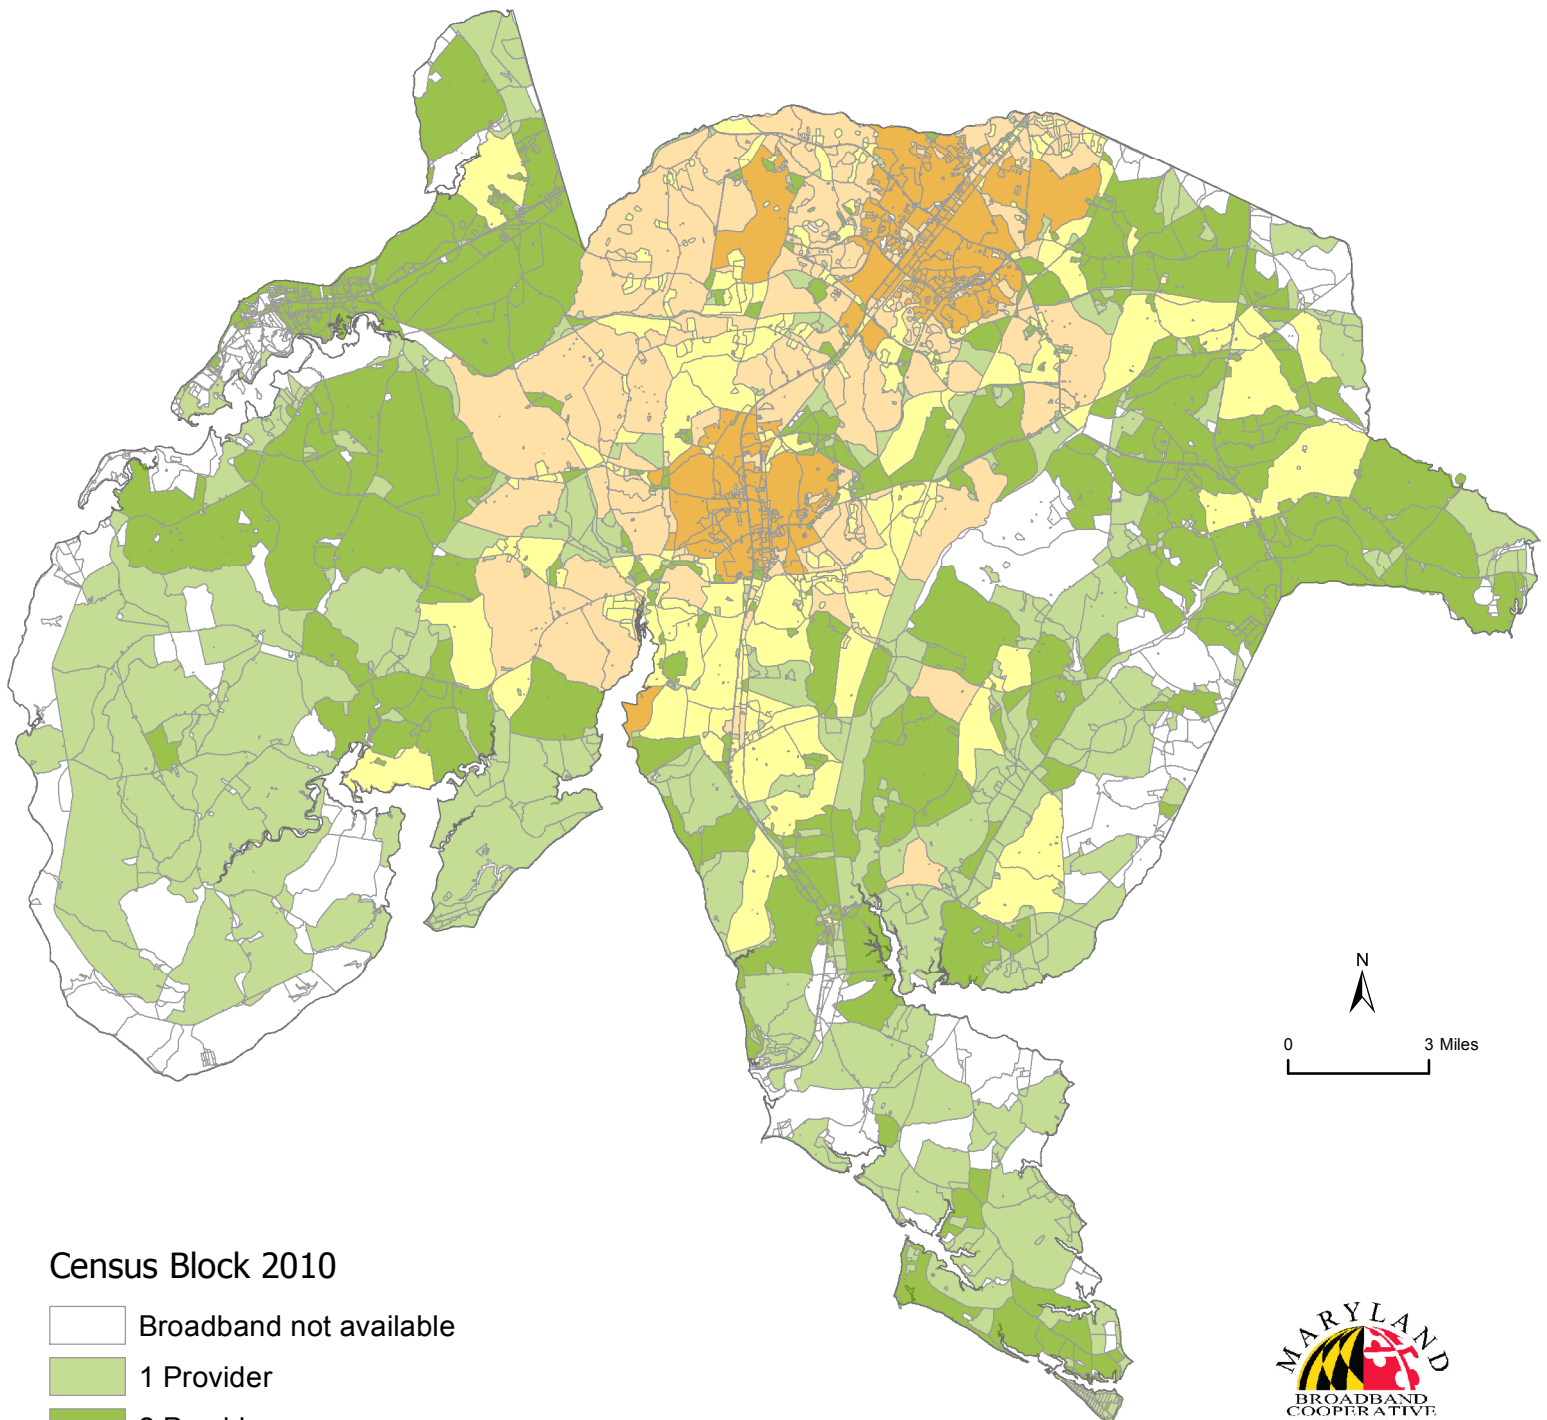 N
0 3 Miles
Census Block 2010
Broadband not available
1 Provider
MARYLAND
BROADBAND
COOPERATIVE